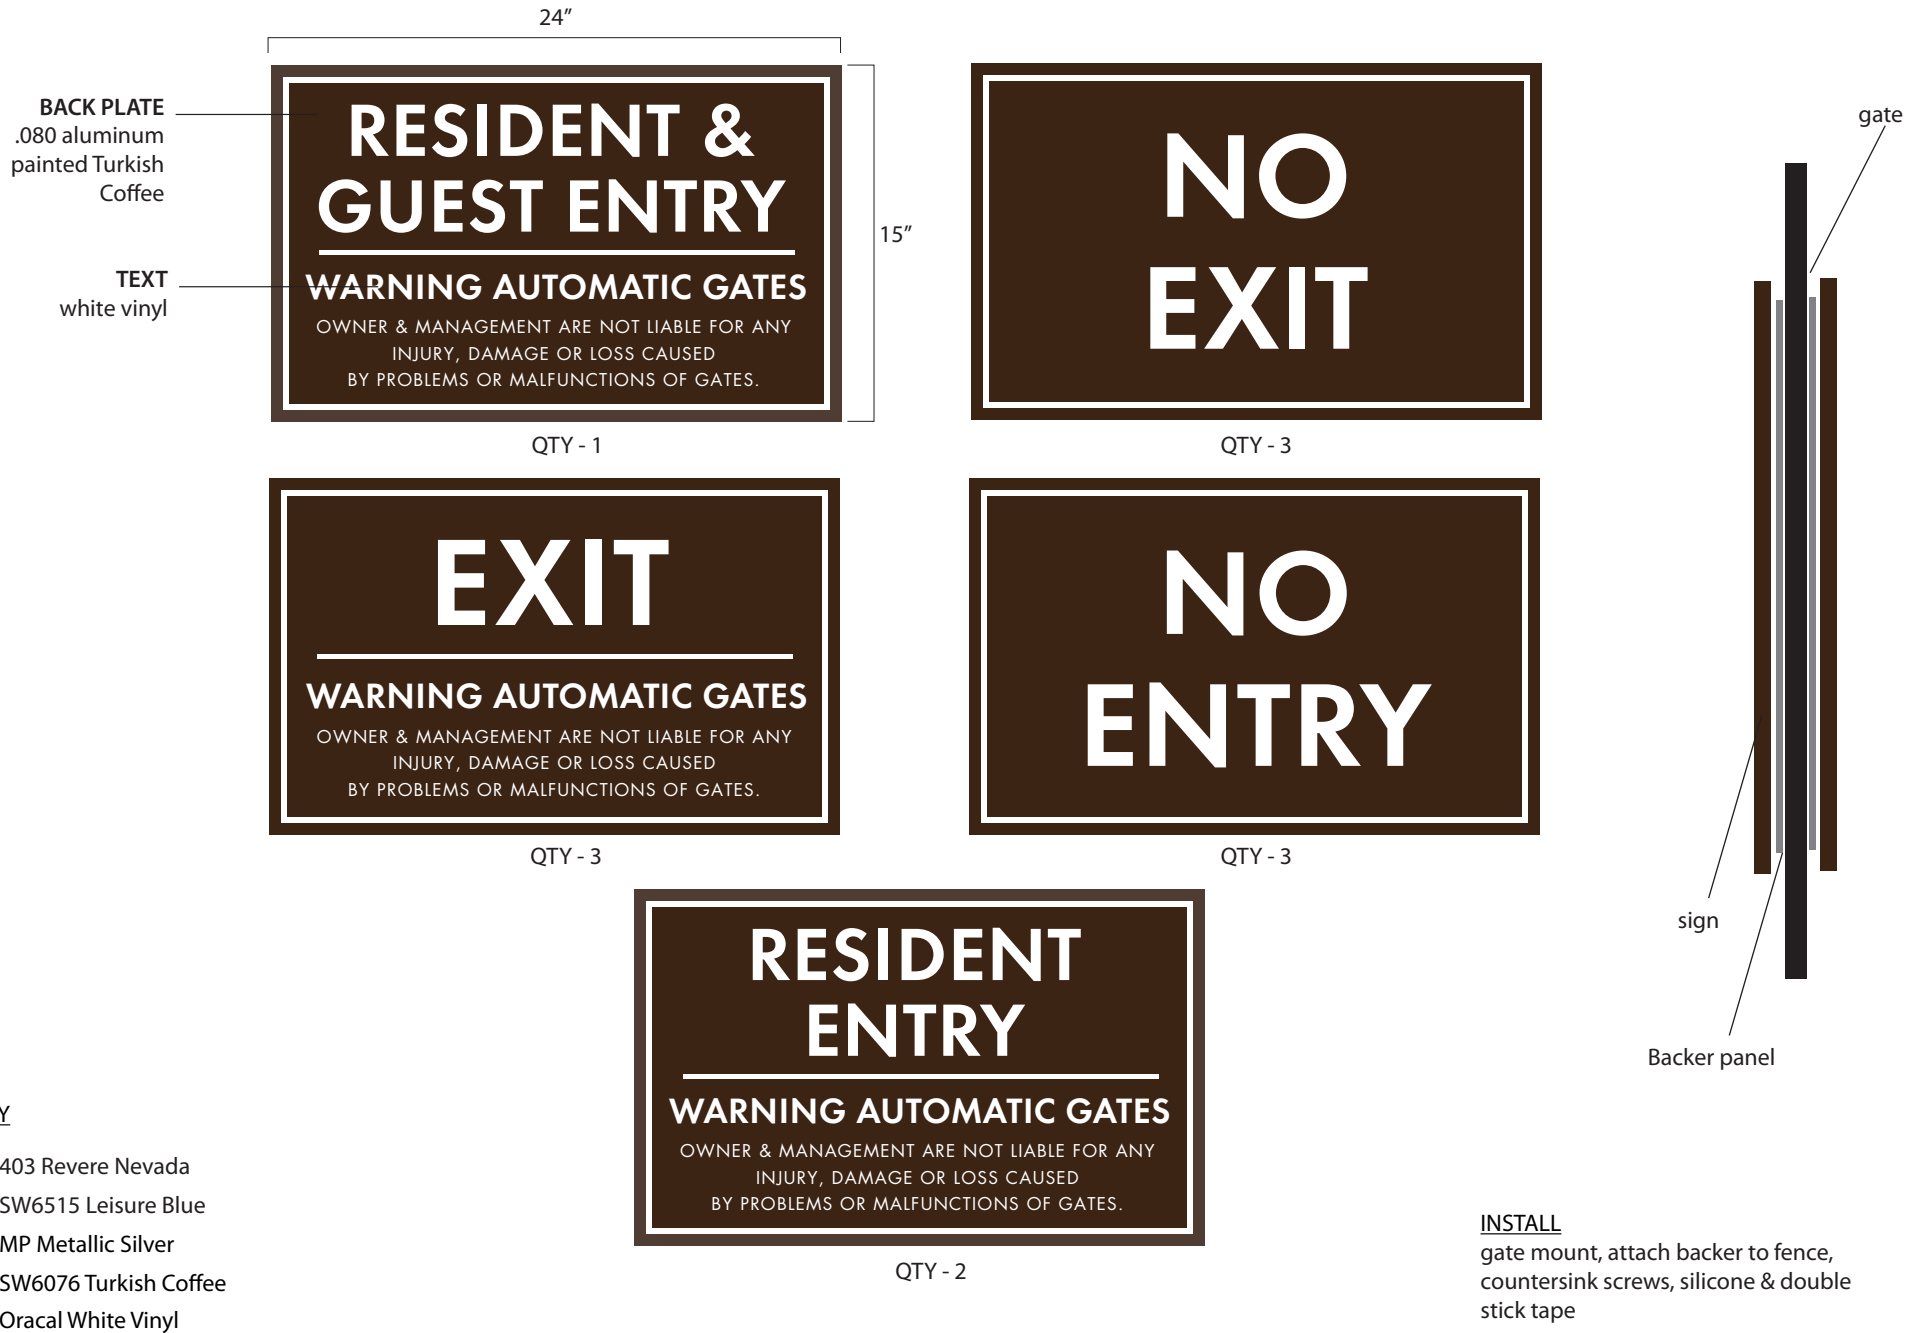 24”
BACK PLATE
.080 aluminum
painted Turkish
Coffee
TEXT
white vinyl
RESIDENT &
GUEST ENTRY
WARNING AUTOMATIC GATES
OWNER & MANAGEMENT ARE NOT LIABLE FOR ANY
INJURY, DAMAGE OR LOSS CAUSED
BY PROBLEMS OR MALFUNCTIONS OF GATES.
15”
QTY - 1
NO
EXIT
QTY - 3
gate
EXIT
WARNING AUTOMATIC GATES
OWNER & MANAGEMENT ARE NOT LIABLE FOR ANY
INJURY, DAMAGE OR LOSS CAUSED
BY PROBLEMS OR MALFUNCTIONS OF GATES.
QTY - 3
NO
ENTRY
QTY - 3
sign
Backer panel
RESIDENT
ENTRY
WARNING AUTOMATIC GATES
OWNER & MANAGEMENT ARE NOT LIABLE FOR ANY
INJURY, DAMAGE OR LOSS CAUSED
BY PROBLEMS OR MALFUNCTIONS OF GATES.
QTY - 2
Y
403 Revere Nevada
SW6515 Leisure Blue
MP Metallic Silver
SW6076 Turkish Coffee
Oracal White Vinyl
INSTALL
gate mount, attach backer to fence,
countersink screws, silicone & double
stick tape